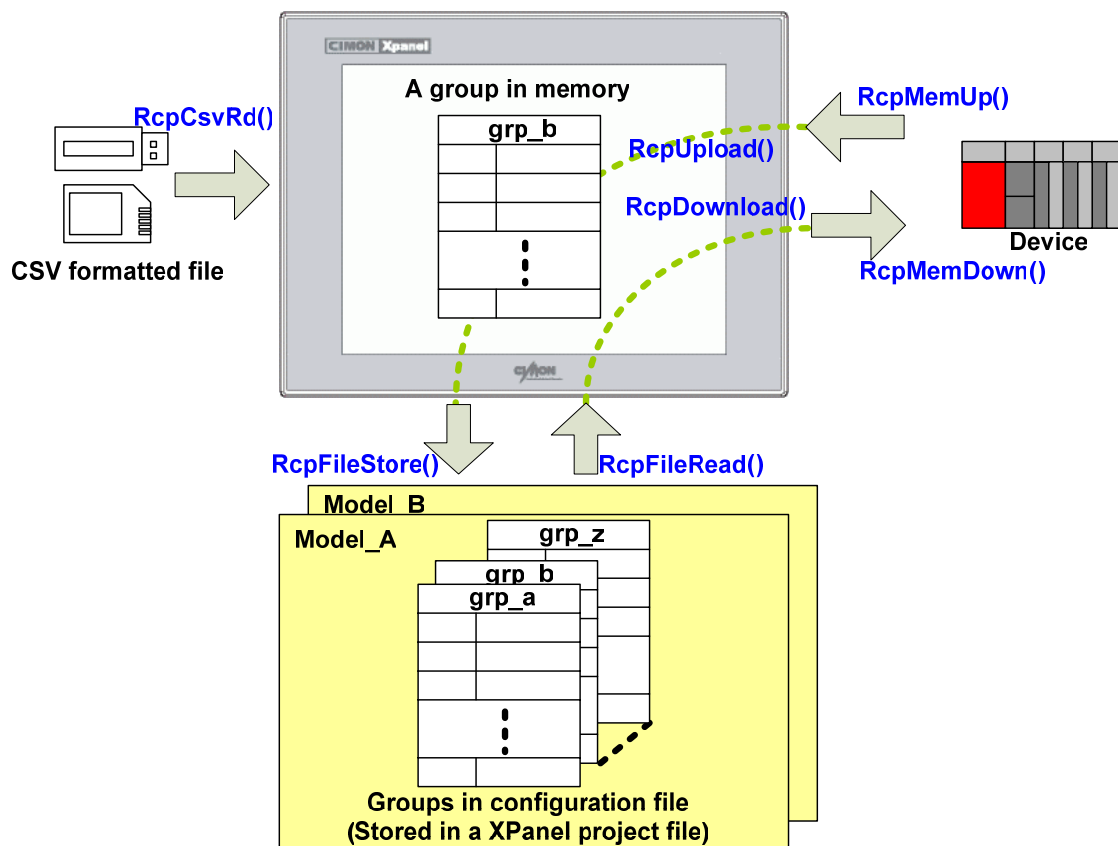 CIMON Xpanel
A group in memory
grp_b
RcpCsvRd()
CSV formatted file
RcpMemUp()
RcpUpload()
RcpDownload()
Device
RcpMemDown()
CIMON
RcpFileStore()
RcpFileRead()
Model_B
Model_A
grp_z
grp_b
grp_a
Groups in configuration file
(Stored in a XPanel project file)